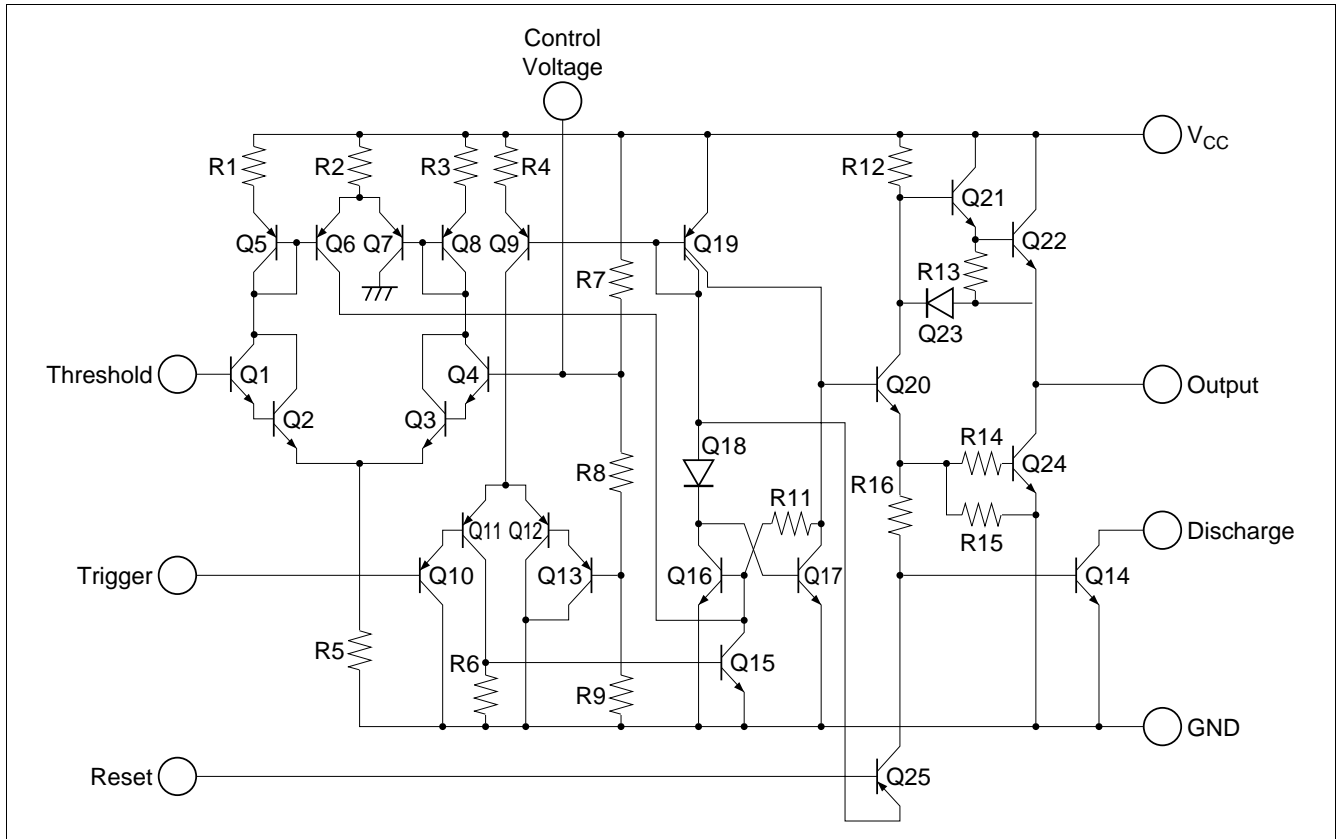 Control
Voltage
VCC
R1
R2
R3
R4
R12
Q21
Q5
Q6
Q7
Q8
Q9
Q19
Q22
R7
R13
Q23
Threshold
Q1
Q4
Q20
Output
Q2
Q3
Q18
R14
Q24
R8
R11
R16
R15
Q11
Q12
Discharge
Trigger
Q10
Q13
Q16
Q17
Q14
R5
R6
Q15
R9
GND
Reset
Q25